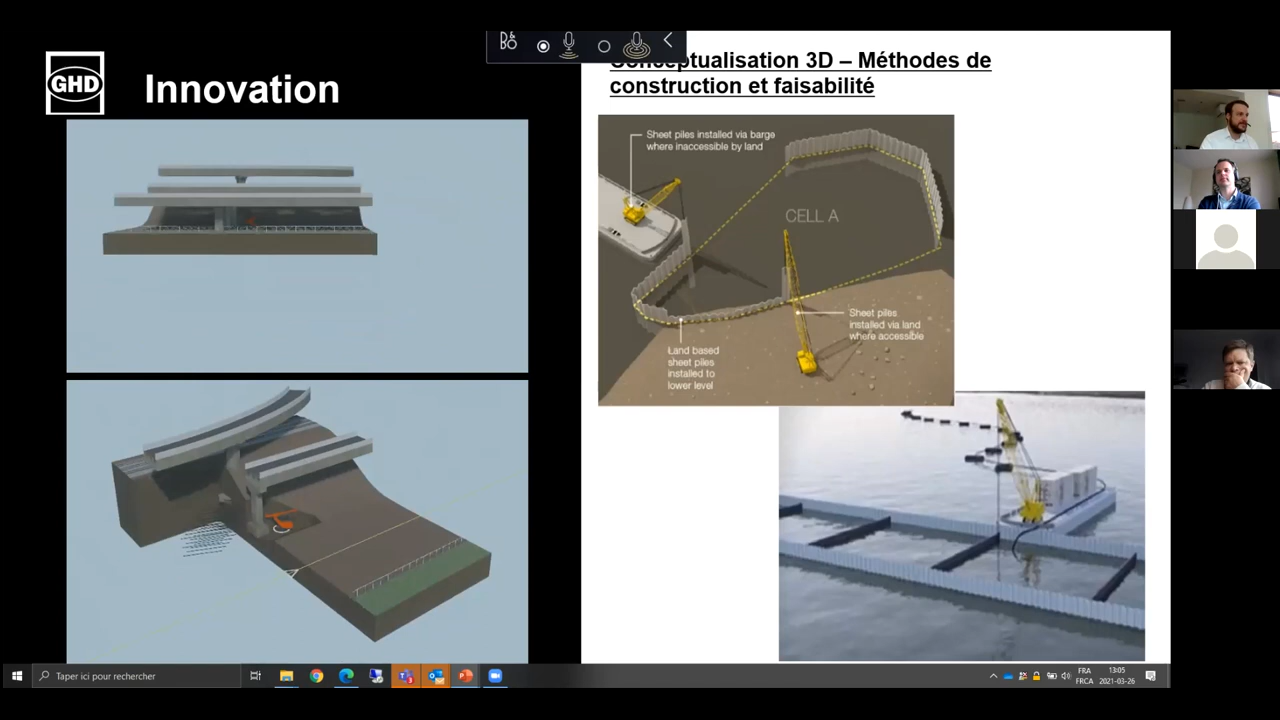 GHD
Innovation
Conceptualisation 3D – Méthodes de
construction et faisabilité
Sheet piles installed via barge
where inaccessible by land
CELL A
Sheet piles
installed via land
where accessible
Land based
sheet piles
installed to
lower level
Taper ici pour rechercher
FRA
FRCA
13:05
2021-03-26